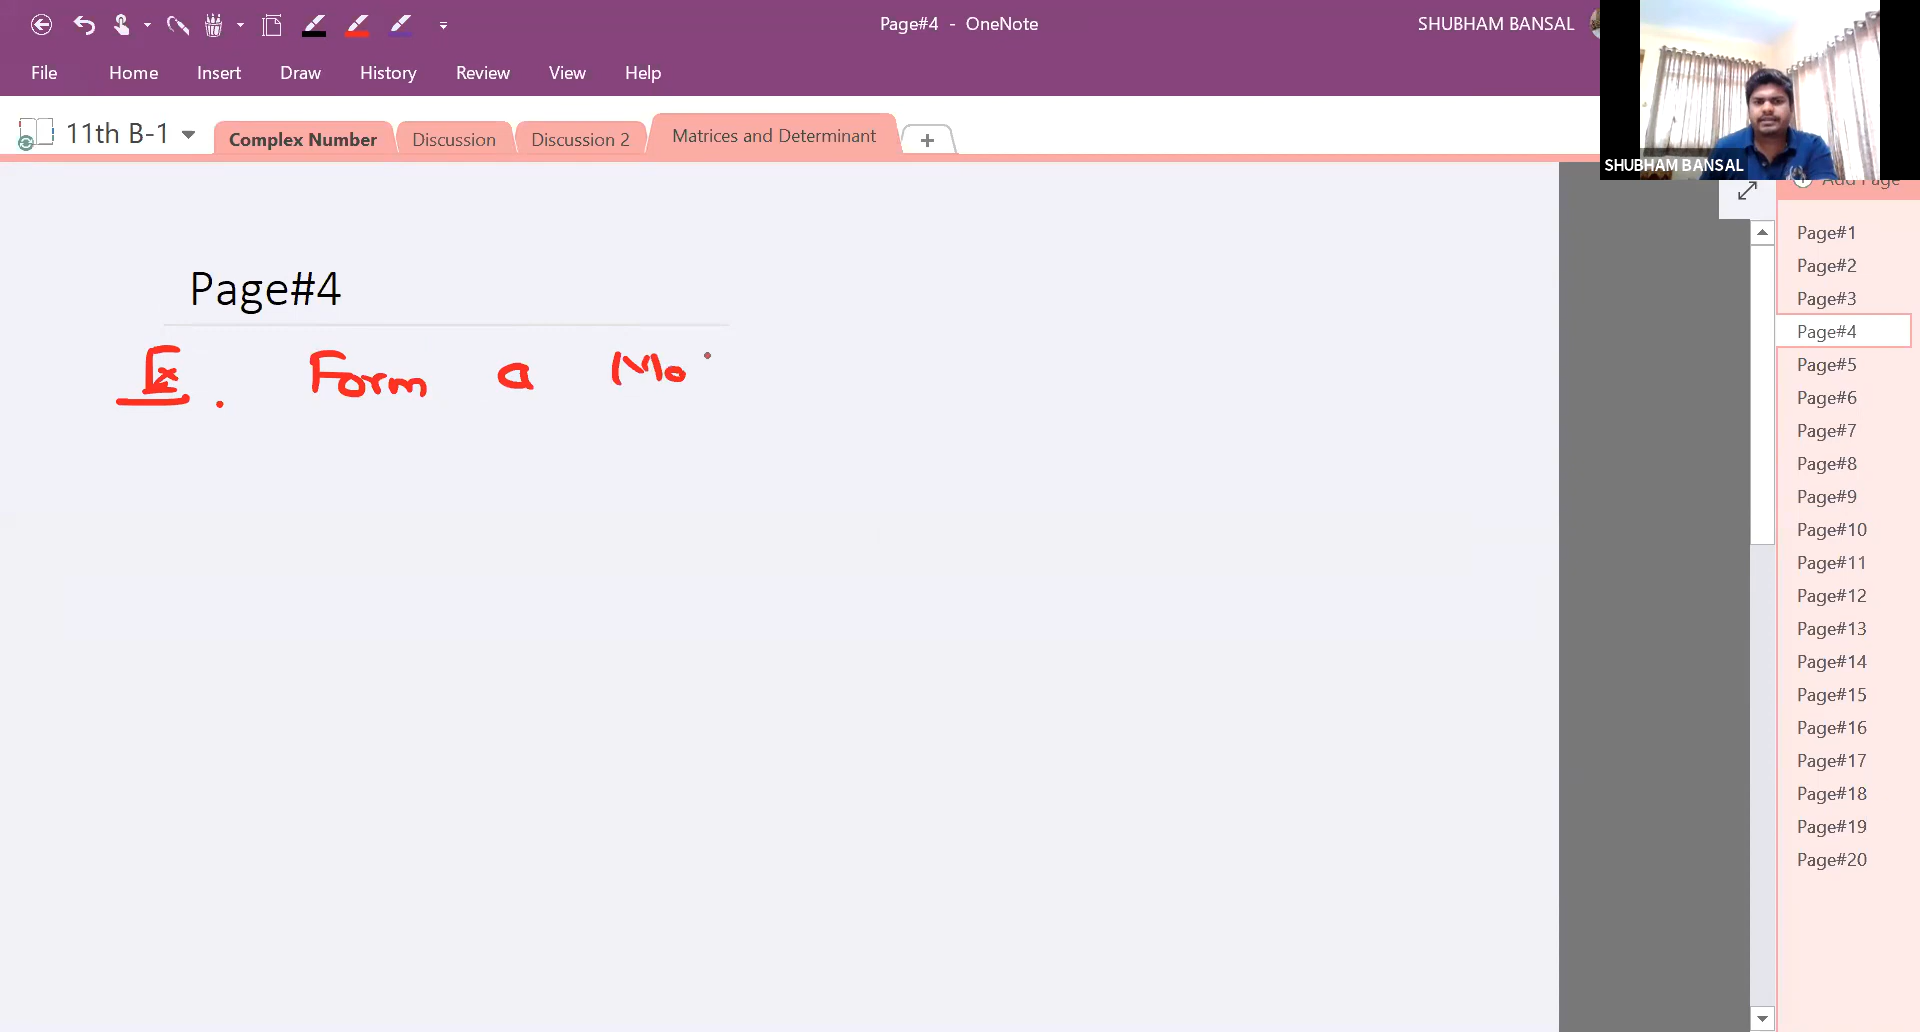 Page#4 - OneNote
SHUBHAM BANSAL
File Home Insert Draw History Review View Help
11th B-1
Complex Number
Discussion
Discussion 2
Matrices and Determinant
SHUBHAM BANSAL
Add Page
Page#4
Ex. Form a Ma
Page#1
Page#2
Page#3
Page#4
Page#5
Page#6
Page#7
Page#8
Page#9
Page#10
Page#11
Page#12
Page#13
Page#14
Page#15
Page#16
Page#17
Page#18
Page#19
Page#20